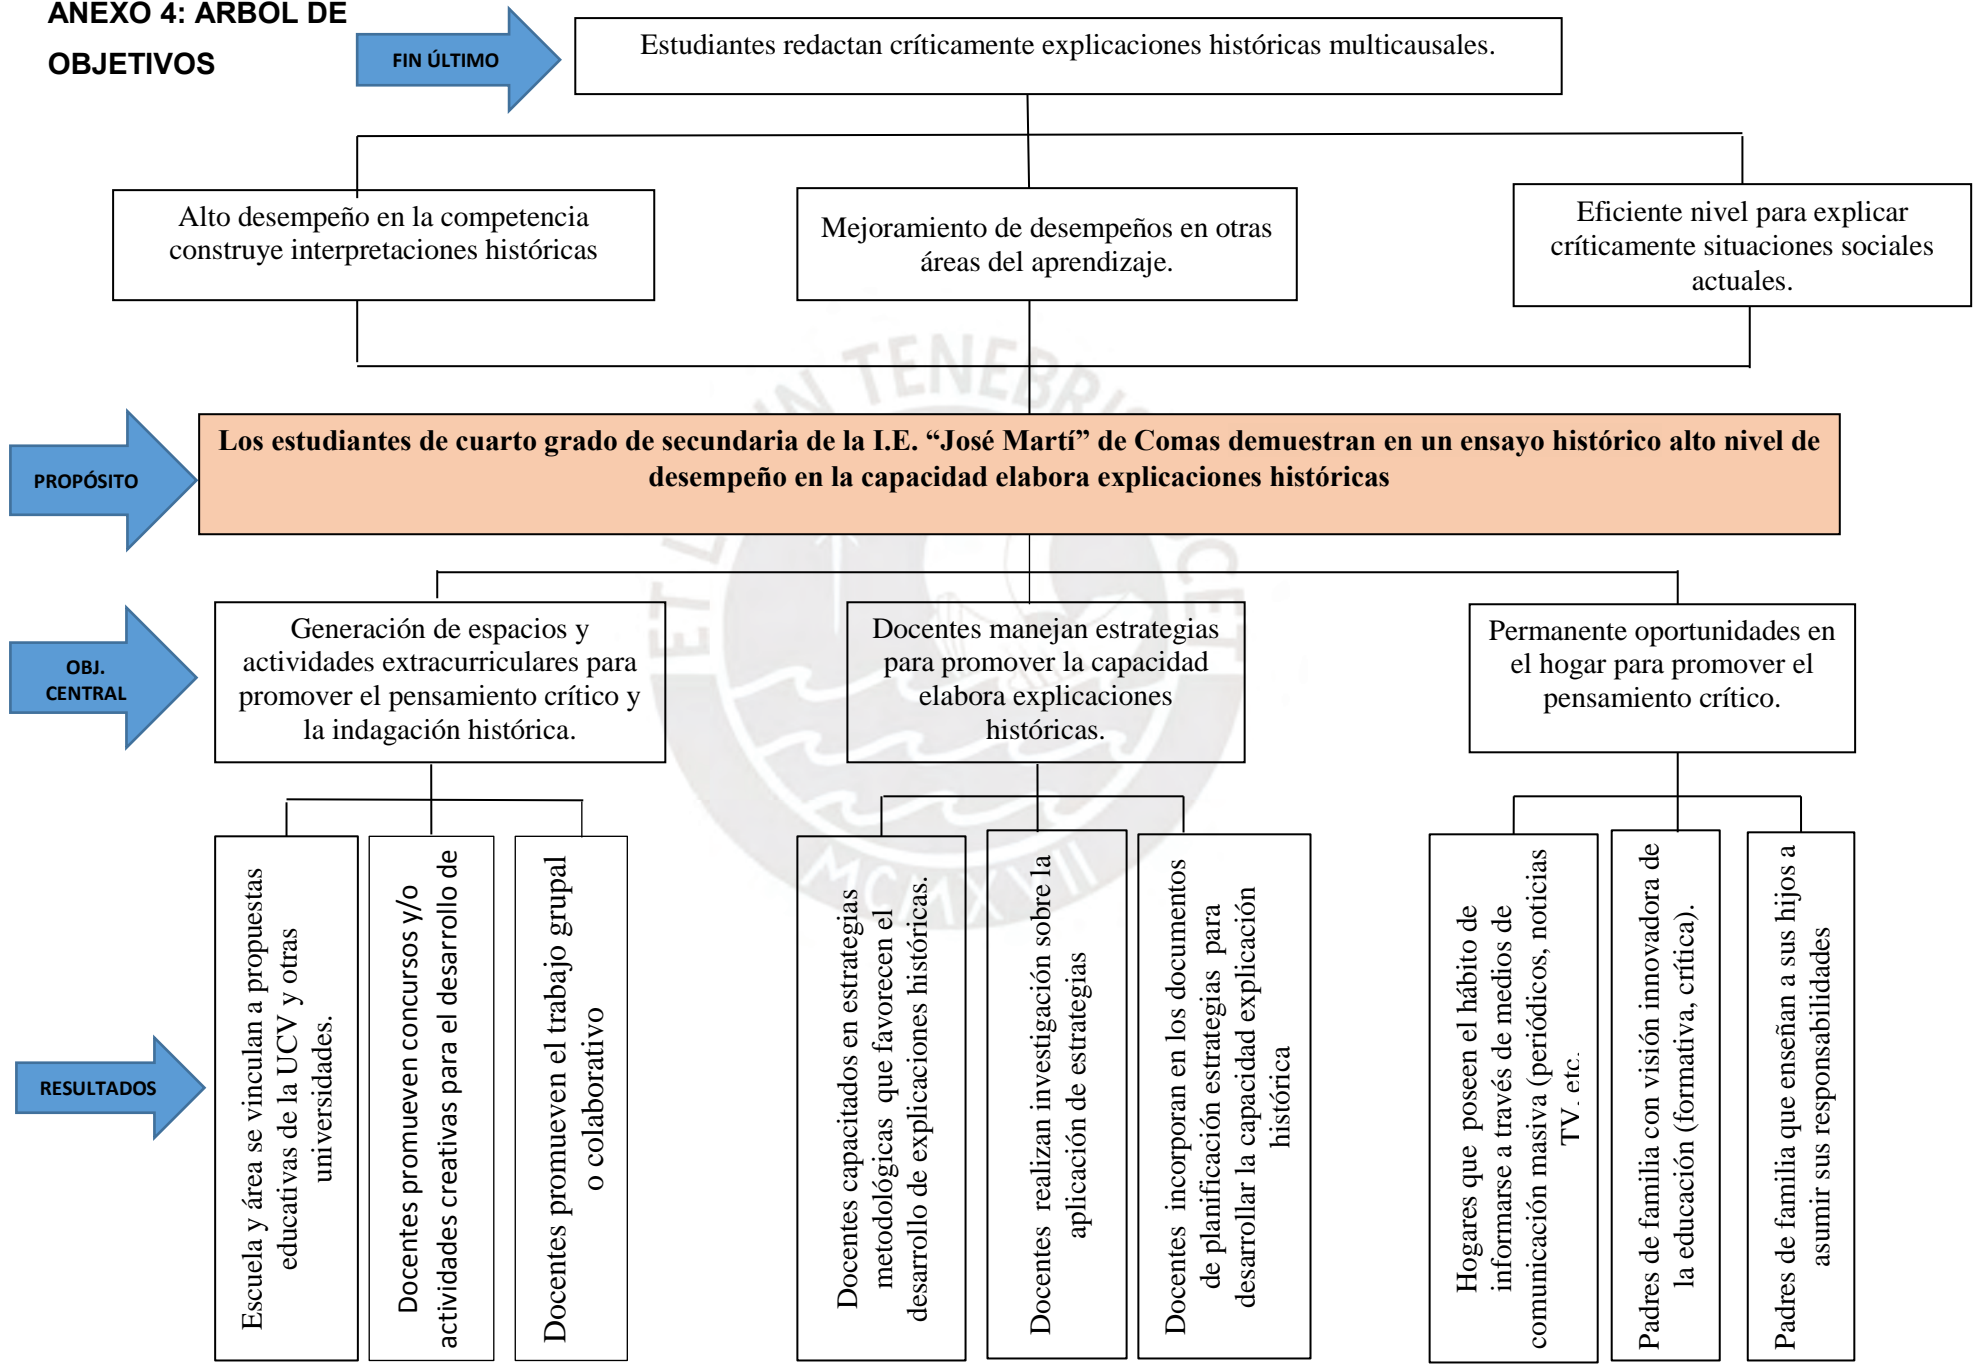 ANEXO 4: ARBOL DE
OBJETIVOS
FIN ÚLTIMO
Estudiantes redactan críticamente explicaciones históricas multicausales.
Alto desempeño en la competencia
construye interpretaciones históricas
Mejoramiento de desempeños en otras
áreas del aprendizaje.
Eficiente nivel para explicar
críticamente situaciones sociales
actuales.
PROPÓSITO
Los estudiantes de cuarto grado de secundaria de la I.E. “José Martí” de Comas demuestran en un ensayo histórico alto nivel de
desempeño en la capacidad elabora explicaciones históricas
OBJ.
CENTRAL
Generación de espacios y
actividades extracurriculares para
promover el pensamiento crítico y
la indagación histórica.
Docentes manejan estrategias
para promover la capacidad
elabora explicaciones
históricas.
Permanente oportunidades en
el hogar para promover el
pensamiento crítico.
RESULTADOS
Escuela y área se vinculan a propuestas
educativas de la UCV y otras
universidades.
Docentes promueven concursos y/o
actividades creativas para el desarrollo de
Docentes promueven el trabajo grupal
o colaborativo
Docentes capacitados en estrategias
metodológicas que favorecen el
desarrollo de explicaciones históricas.
Docentes realizan investigación sobre la
aplicación de estrategias
Docentes incorporan en los documentos
de planificación estrategias para
desarrollar la capacidad explicación
histórica
Hogares que poseen el hábito de
informarse a través de medios de
comunicación masiva (periódicos, noticias
TV. etc.
Padres de familia con visión innovadora de
la educación (formativa, crítica).
Padres de familia que enseñan a sus hijos a
asumir sus responsabilidades
ET L
IN TENEBRIS
CET
MCMXVII